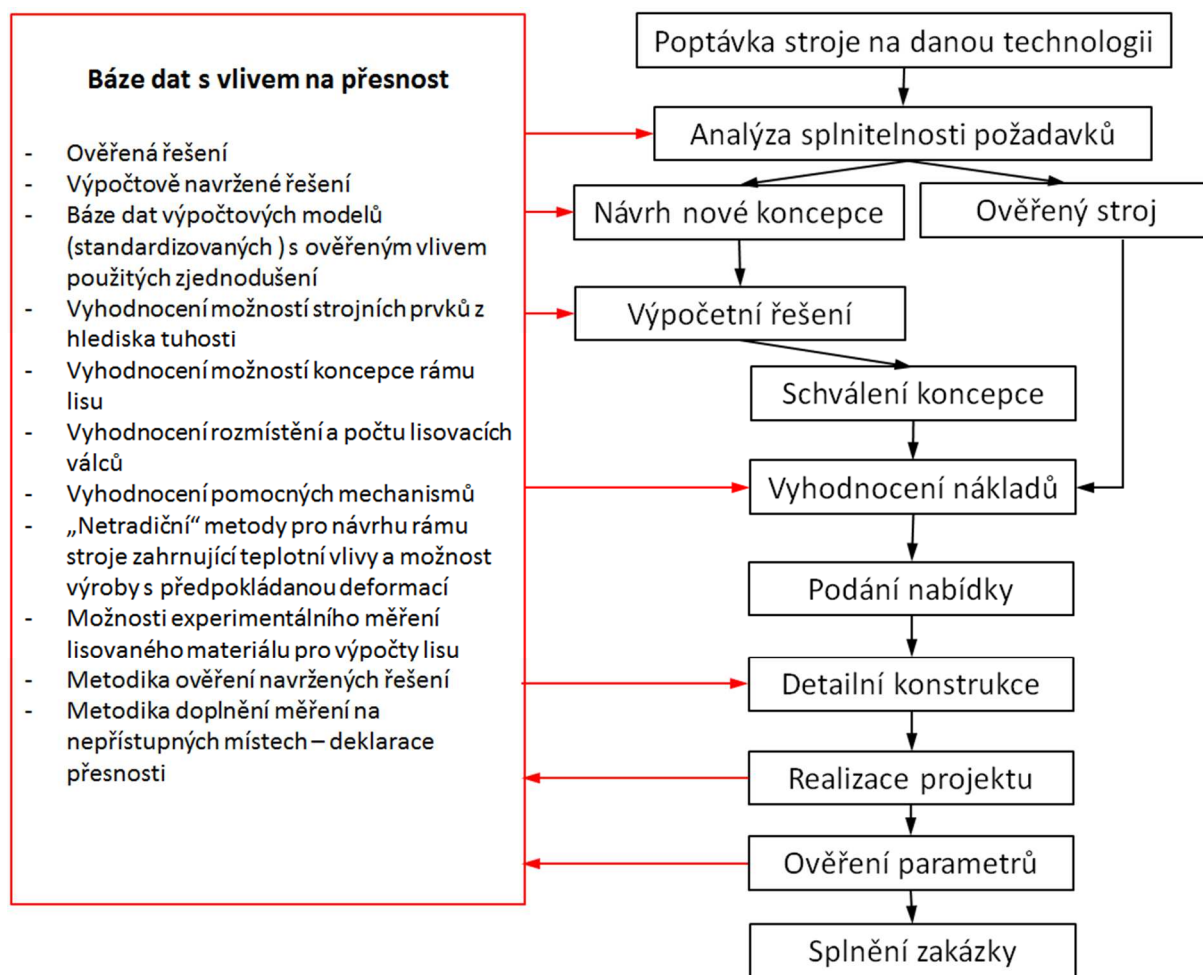 Báze dat s vlivem na přesnost
- Ověřená řešení
- Výpočtově navržené řešení
- Báze dat výpočtových modelů
(standardizovaných ) s ověřeným vlivem
použitých zjednodušení
- Vyhodnocení možností strojních prvků z
hlediska tuhosti
- Vyhodnocení možností koncepce rámu
lisu
- Vyhodnocení rozmístění a počtu lisovacích
válců
- Vyhodnocení pomocných mechanismů
- „Netradiční“ metody pro návrhu rámu
stroje zahrnující teplotní vlivy a možnost
výroby s předpokládanou deformací
- Možnosti experimentálního měření
lisovaného materiálu pro výpočty lisu
- Metodika ověření navržených řešení
- Metodika doplnění měření na
nepřístupných místech – deklarace
přesnosti
Poptávka stroje na danou technologii
Analýza splnitelnosti požadavků
Návrh nové koncepce
Ověřený stroj
Výpočetní řešení
Schválení koncepce
Vyhodnocení nákladů
Podání nabídky
Detailní konstrukce
Realizace projektu
Ověření parametrů
Splnění zakázky